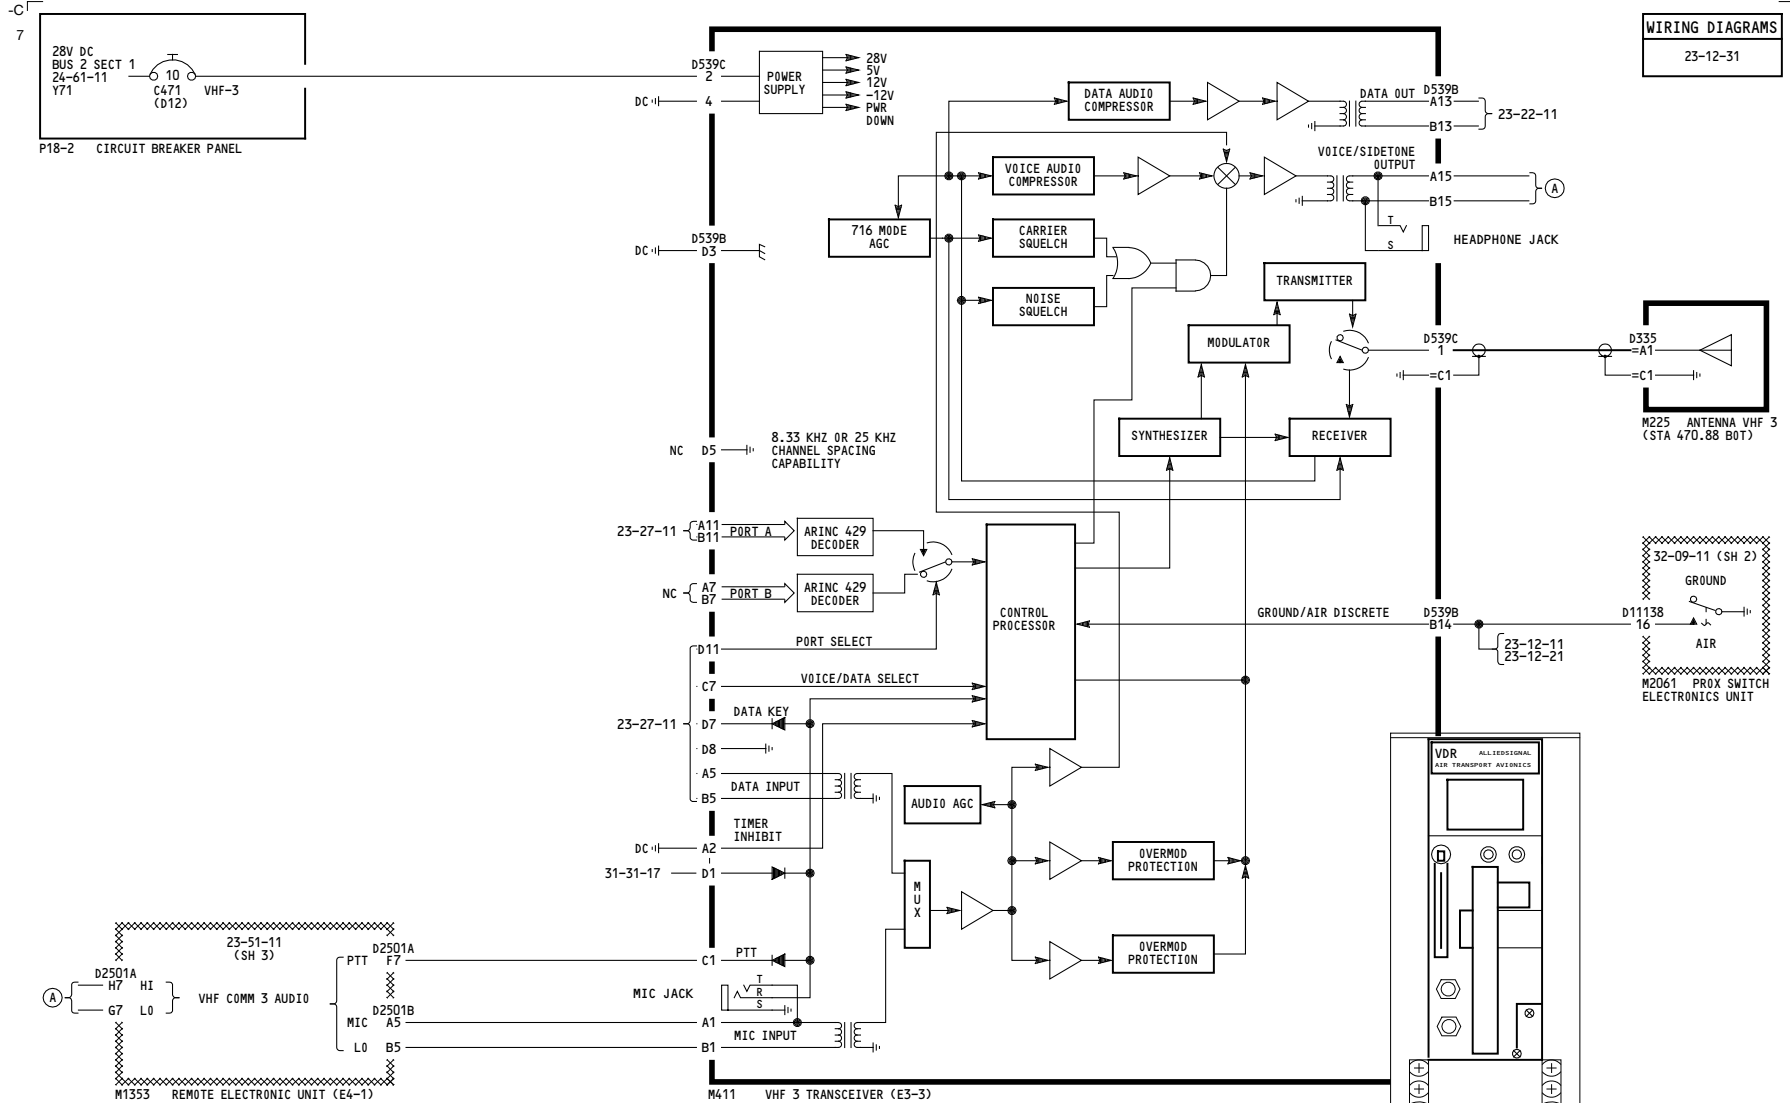 -C
7
28V DC
BUS 2 SECT 1
24-61-11
Y71
10
C471
(D12)
VHF-3
P18-2 CIRCUIT BREAKER PANEL
D539C
2
DC
4
POWER
SUPPLY
28V
5V
12V
-12V
PWR
DOWN
DATA AUDIO
COMPRESSOR
DATA OUT
D539B
A13
B13
23-22-11
WIRING DIAGRAMS
23-12-31
VOICE AUDIO
COMPRESSOR
VOICE/SIDETONE
OUTPUT
A15
B15
A
T
S
HEADPHONE JACK
D539B
DC
D3
716 MODE
AGC
CARRIER
SQUELCH
NOISE
SQUELCH
TRANSMITTER
MODULATOR
D539C
1
=C1
D335
=A1
=C1
M225 ANTENNA VHF 3
(STA 470.88 BOT)
SYNTHESIZER
RECEIVER
NC
D5
8.33 KHZ OR 25 KHZ
CHANNEL SPACING
CAPABILITY
23-27-11
A11
B11
PORT A
ARINC 429
DECODER
NC
A7
B7
PORT B
ARINC 429
DECODER
CONTROL
PROCESSOR
GROUND/AIR DISCRETE
D539B
B14
23-12-11
23-12-21
D11138
16
32-09-11 (SH 2)
GROUND
AIR
M2061 PROX SWITCH
ELECTRONICS UNIT
D11
PORT SELECT
C7
VOICE/DATA SELECT
23-27-11
D7
DATA KEY
D8
A5
DATA INPUT
B5
TIMER
INHIBIT
DC
A2
31-31-17
D1
AUDIO AGC
MUX
OVERMOD
PROTECTION
OVERMOD
PROTECTION
VDR
ALLIEDSIGNAL
AIR TRANSPORT AVIONICS
23-51-11
(SH 3)
D2501A
PTT
F7
C1
PTT
A
D2501A
H7
HI
G7
LO
VHF COMM 3 AUDIO
D2501B
MIC
A5
LO
B5
MIC JACK
T
R
S
A1
MIC INPUT
B1
M1353 REMOTE ELECTRONIC UNIT (E4-1)
M411 VHF 3 TRANSCEIVER (E3-3)